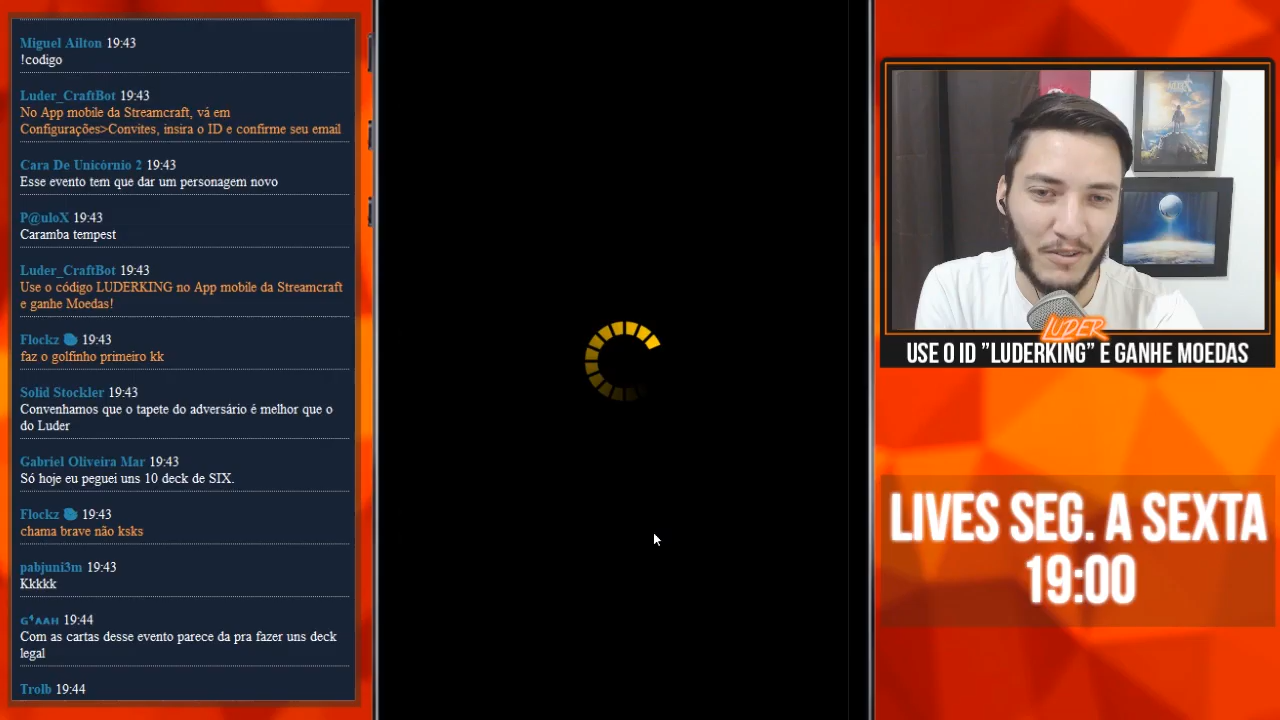 Miguel Ailton 19:43
!codigo
Luder_CraftBot 19:43
No App mobile da Streamcraft, vá em
Configurações>Convites, insira o ID e confirme seu email
Cara De Unicórnio 2 19:43
Esse evento tem que dar um personagem novo
P@uloX 19:43
Caramba tempest
Luder_CraftBot 19:43
Use o código LUDERKING no App mobile da Streamcraft
e ganhe Moedas!
Flockz 19:43
faz o golfinho primeiro kk
Solid Stockler 19:43
Convenhamos que o tapete do adversário é melhor que o
do Luder
Gabriel Oliveira Mar 19:43
Só hoje eu peguei uns 10 deck de SIX.
Flockz 19:43
chama brave não ksks
pabjuni3m 19:43
Kkkkk
G⁴ᴀᴀʜ 19:44
Com as cartas desse evento parece da pra fazer uns deck
legal
Trolb 19:44
LUDER
USE O ID "LUDERKING" E GANHE MOEDAS
LIVES SEG. A SEXTA
19:00